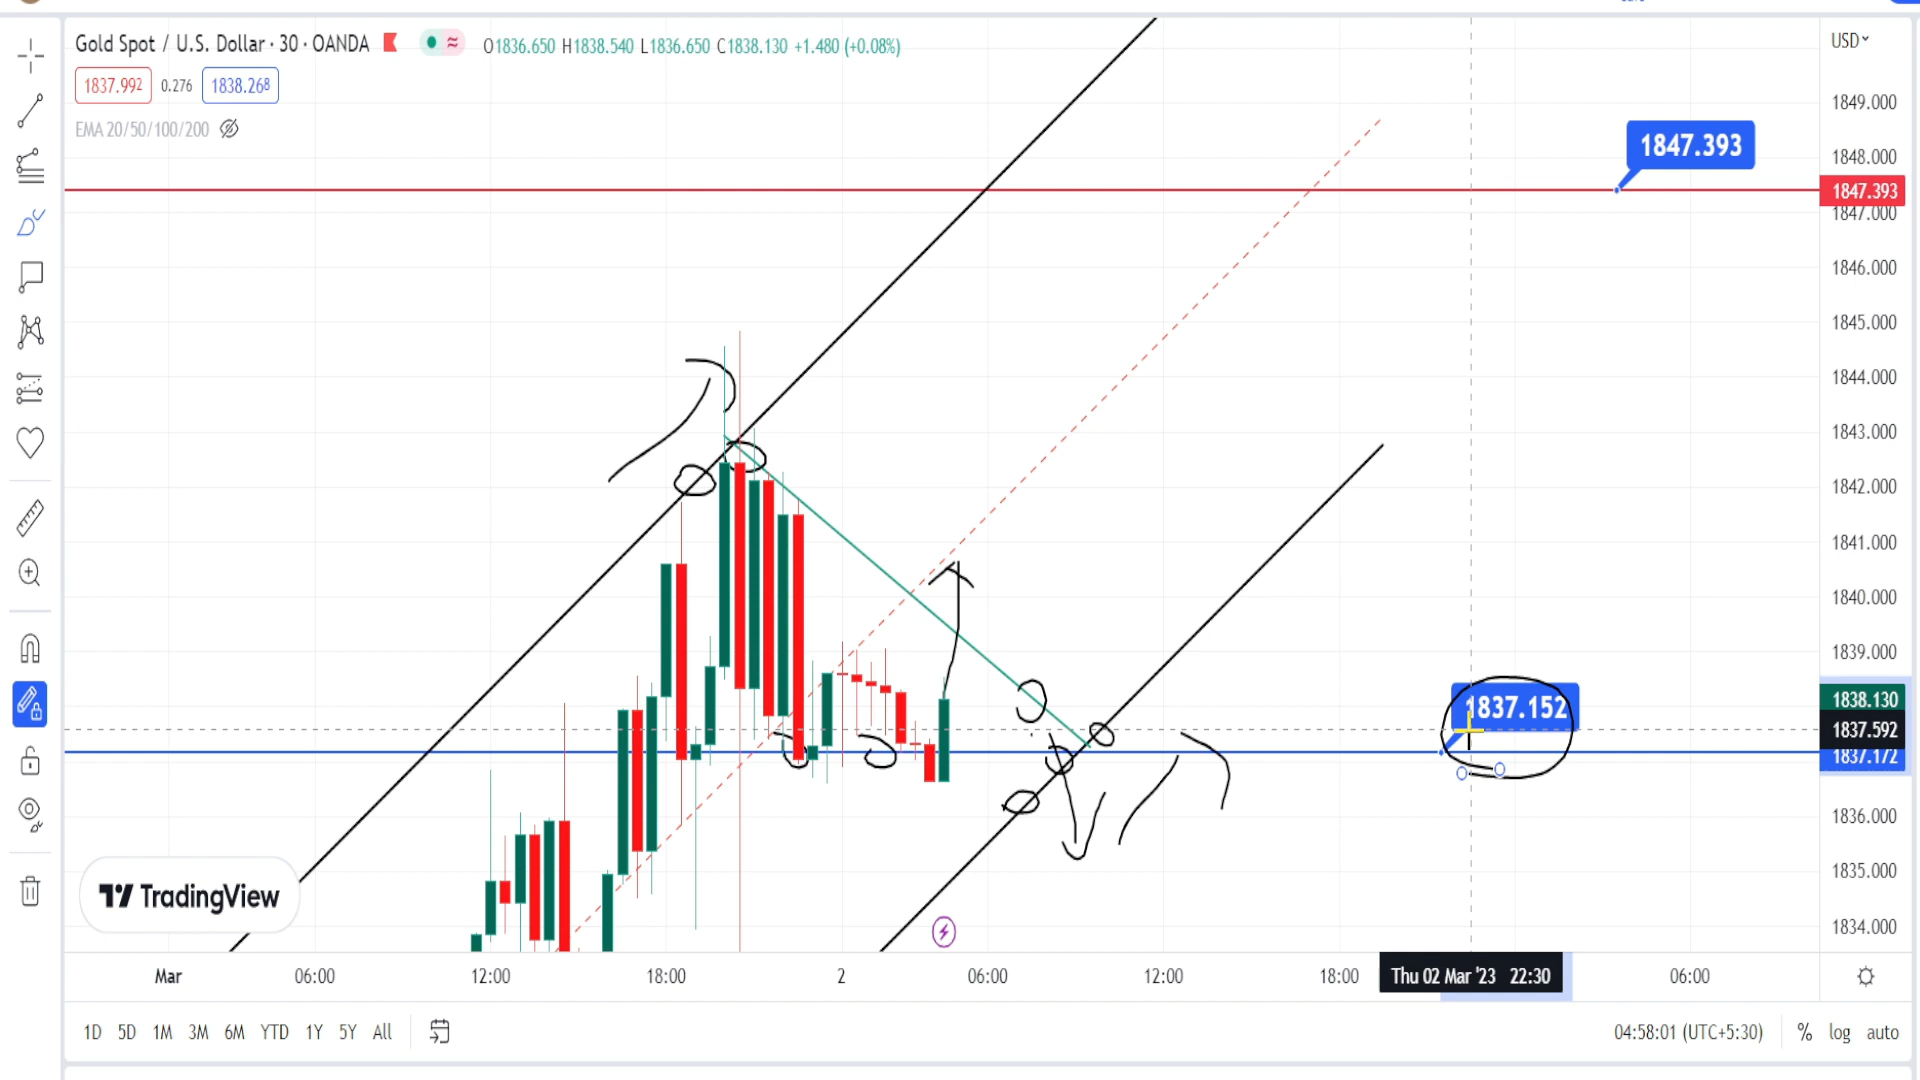 Gold Spot / U.S. Dollar · 30 · OANDA O1836.650 H1838.540 L1836.650 C1838.130 +1.480 (+0.08%)
USD
1837.992 0.276 1838.268
EMA 20/50/100/200
1849.000
1847.393
1848.000
1847.393
1847.000
1846.000
1845.000
1844.000
1843.000
1842.000
1841.000
1840.000
1839.000
1837.152
1838.130
1837.592
1837.172
1836.000
1835.000
TradingView
1834.000
Mar 06:00 12:00 18:00 2 06:00 12:00 18:00 Thu 02 Mar '23 22:30 06:00
1D 5D 1M 3M 6M YTD 1Y 5Y All 04:58:01 (UTC+5:30) % log auto